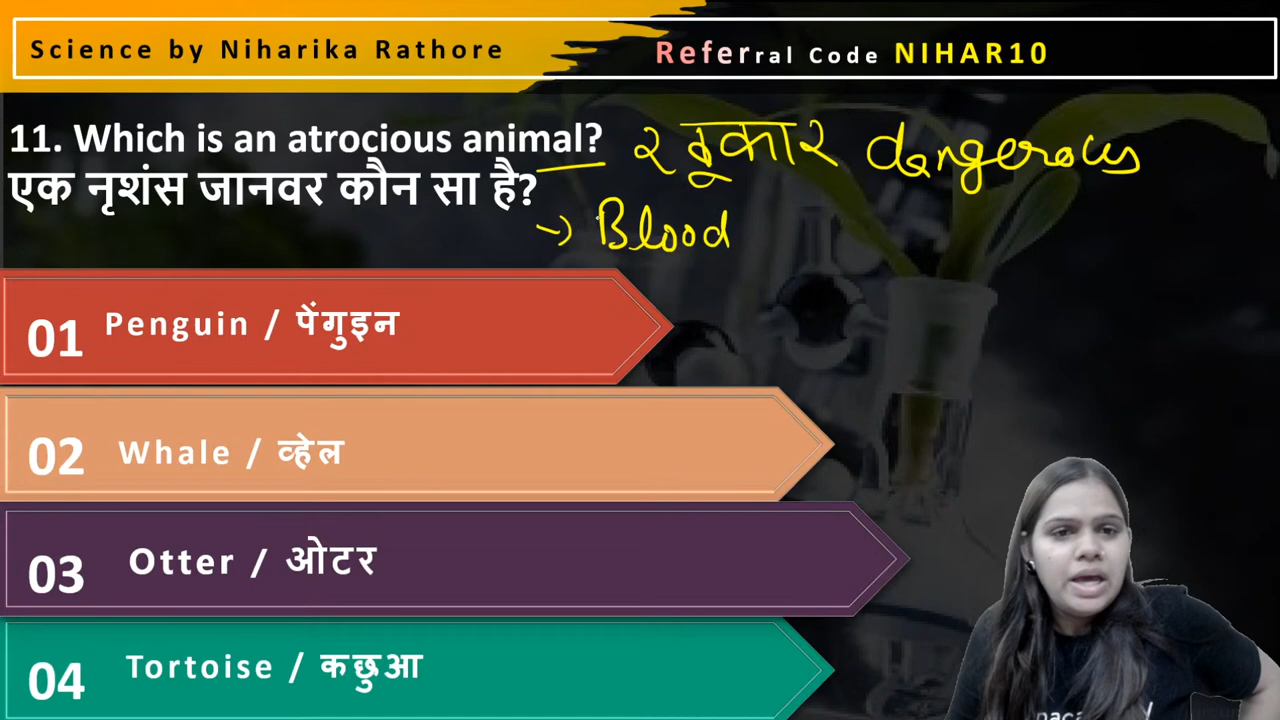 Science by Niharika Rathore
Referral Code NIHAR10
11. Which is an atrocious animal?
dangerous
एक नृशंस जानवर कौन सा है?
→ Blood
01 Penguin / पेंगुइन
02 Whale / व्हेल
03 Otter / ओटर
04 Tortoise / कछुआ